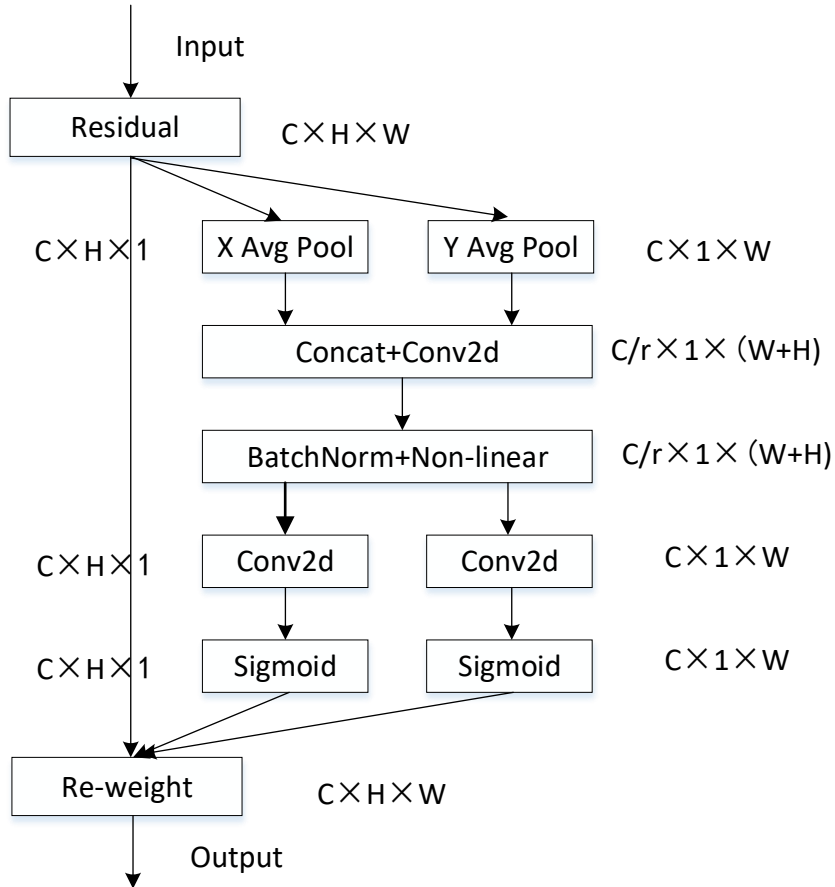 Input
Residual
C×H×W
C×H×1
X Avg Pool
Y Avg Pool
C×1×W
Concat+Conv2d
C/r×1×（W+H)
BatchNorm+Non-linear
C/r×1×（W+H)
C×H×1
Conv2d
Conv2d
C×1×W
C×H×1
Sigmoid
Sigmoid
C×1×W
Re-weight
C×H×W
Output